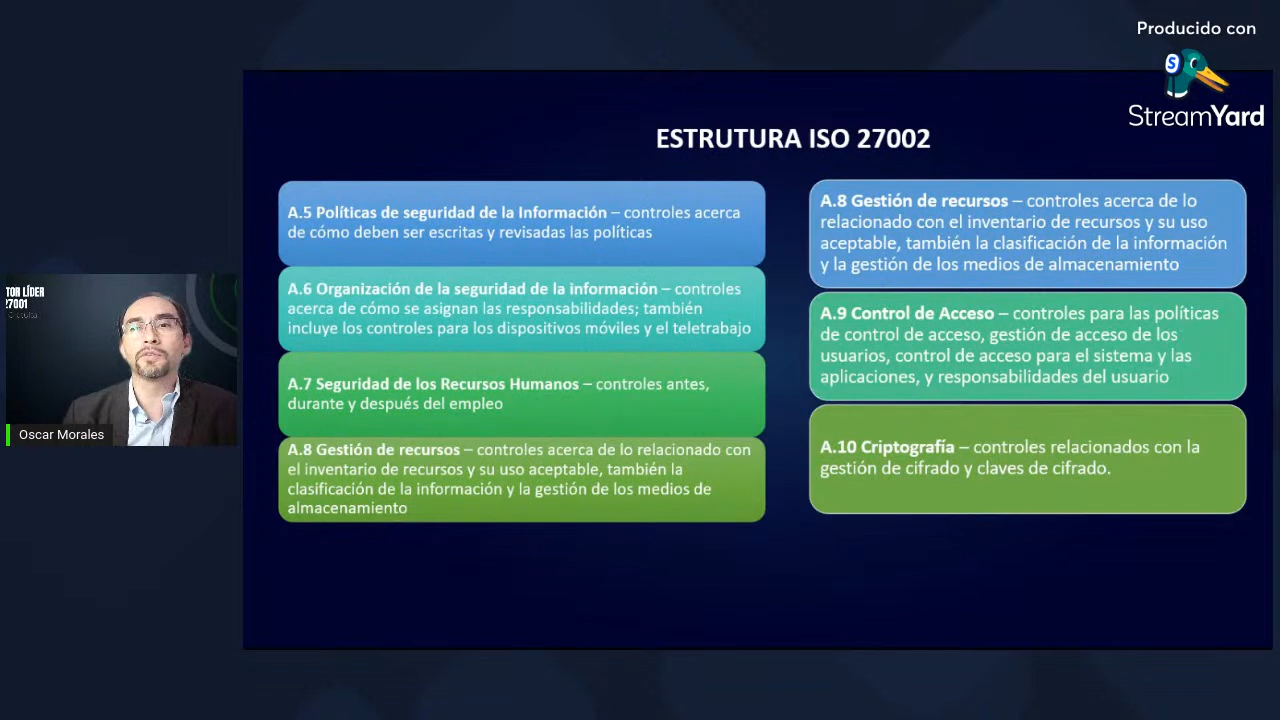 Producido con
StreamYard
ESTRUTURA ISO 27002
A.5 Políticas de seguridad de la Información – controles acerca
de cómo deben ser escritas y revisadas las políticas
A.6 Organización de la seguridad de la información – controles
acerca de cómo se asignan las responsabilidades; también
incluye los controles para los dispositivos móviles y el teletrabajo
A.7 Seguridad de los Recursos Humanos – controles antes,
durante y después del empleo
A.8 Gestión de recursos – controles acerca de lo relacionado con
el inventario de recursos y su uso aceptable, también la
clasificación de la información y la gestión de los medios de
almacenamiento
A.8 Gestión de recursos – controles acerca de lo
relacionado con el inventario de recursos y su uso
aceptable, también la clasificación de la información
y la gestión de los medios de almacenamiento
A.9 Control de Acceso – controles para las políticas
de control de acceso, gestión de acceso de los
usuarios, control de acceso para el sistema y las
aplicaciones, y responsabilidades del usuario
A.10 Criptografía – controles relacionados con la
gestión de cifrado y claves de cifrado.
TOR LÍDER
27001
Oscar Morales